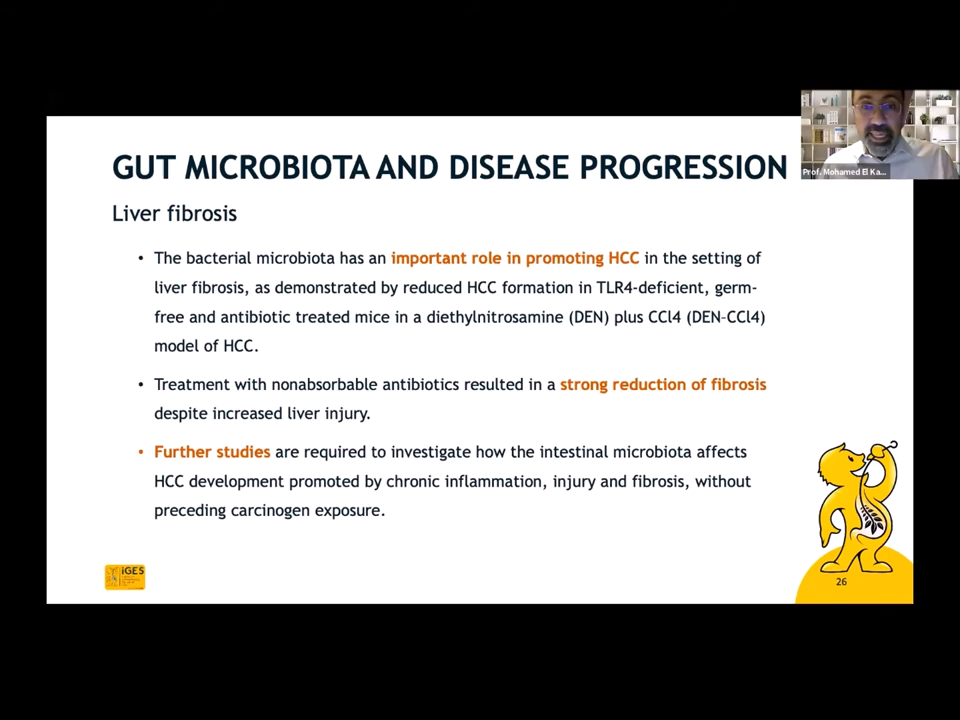 GUT MICROBIOTA AND DISEASE PROGRESSION
Prof. Mohamed El Ka...
Liver fibrosis
• The bacterial microbiota has an important role in promoting HCC in the setting of
liver fibrosis, as demonstrated by reduced HCC formation in TLR4-deficient, germ-
free and antibiotic treated mice in a diethylnitrosamine (DEN) plus CCl4 (DEN–CCl4)
model of HCC.
• Treatment with nonabsorbable antibiotics resulted in a strong reduction of fibrosis
despite increased liver injury.
• Further studies are required to investigate how the intestinal microbiota affects
HCC development promoted by chronic inflammation, injury and fibrosis, without
preceding carcinogen exposure.
iGES
26